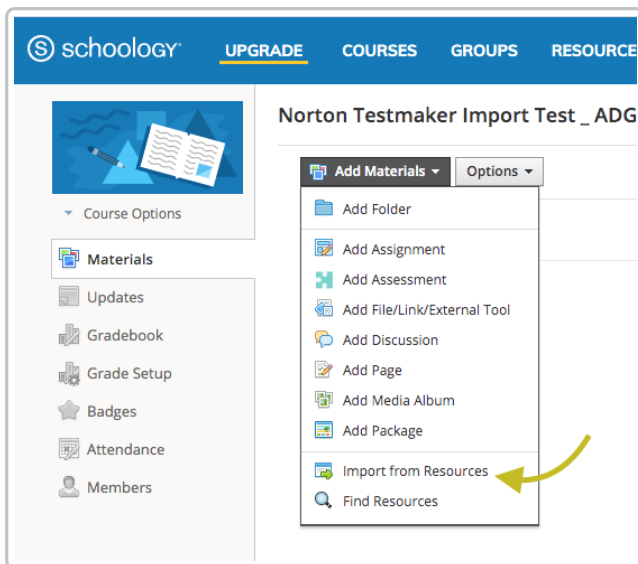 S schoology UPGRADE COURSES GROUPS RESOURCE
Norton Testmaker Import Test _ ADG
Add Materials Options
Course Options
Add Folder
Materials
Add Assignment
Updates
Add Assessment
Gradebook
Add File/Link/External Tool
Grade Setup
Add Discussion
Badges
Add Page
Attendance
Add Media Album
Members
Add Package
Import from Resources
Find Resources